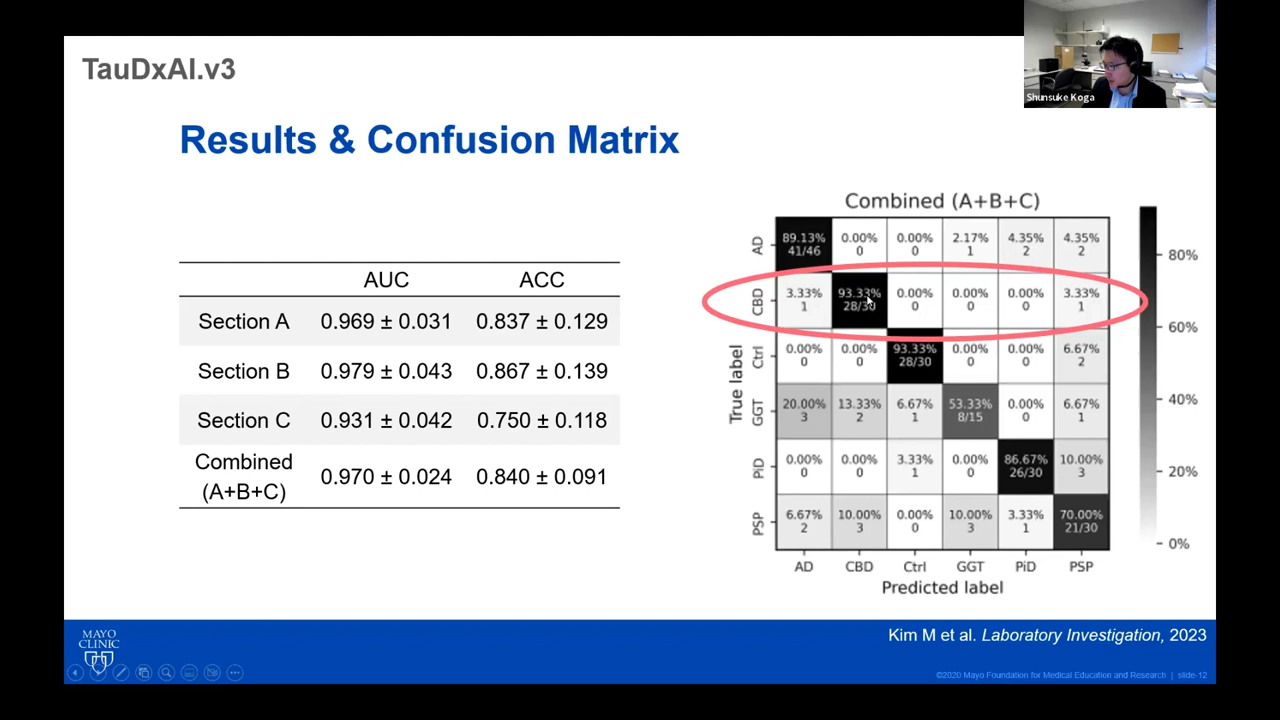 TauDxAI.v3
Shunsuke Koga
Results & Confusion Matrix
AUC ACC
Section A 0.969 ± 0.031 0.837 ± 0.129
Section B 0.979 ± 0.043 0.867 ± 0.139
Section C 0.931 ± 0.042 0.750 ± 0.118
Combined
(A+B+C) 0.970 ± 0.024 0.840 ± 0.091
Combined (A+B+C)
True label
AD 89.13% 0.00% 0.00% 2.17% 4.35% 4.35%
41/46 0 0 1 2 2
CBD 3.33% 93.33% 0.00% 0.00% 0.00% 3.33%
1 28/30 0 0 0 1
Ctrl 0.00% 0.00% 93.33% 0.00% 0.00% 6.67%
0 0 28/30 0 0 2
GGT 20.00% 13.33% 6.67% 53.33% 0.00% 6.67%
3 2 1 8/15 0 1
PiD 0.00% 0.00% 3.33% 0.00% 86.67% 10.00%
0 0 1 0 26/30 3
PSP 6.67% 10.00% 0.00% 10.00% 3.33% 70.00%
2 3 0 3 1 21/30
AD CBD Ctrl GGT PiD PSP
Predicted label
80%
60%
40%
20%
0%
MAYO
CLINIC
Kim M et al. Laboratory Investigation, 2023
©2020 Mayo Foundation for Medical Education and Research | slide-12